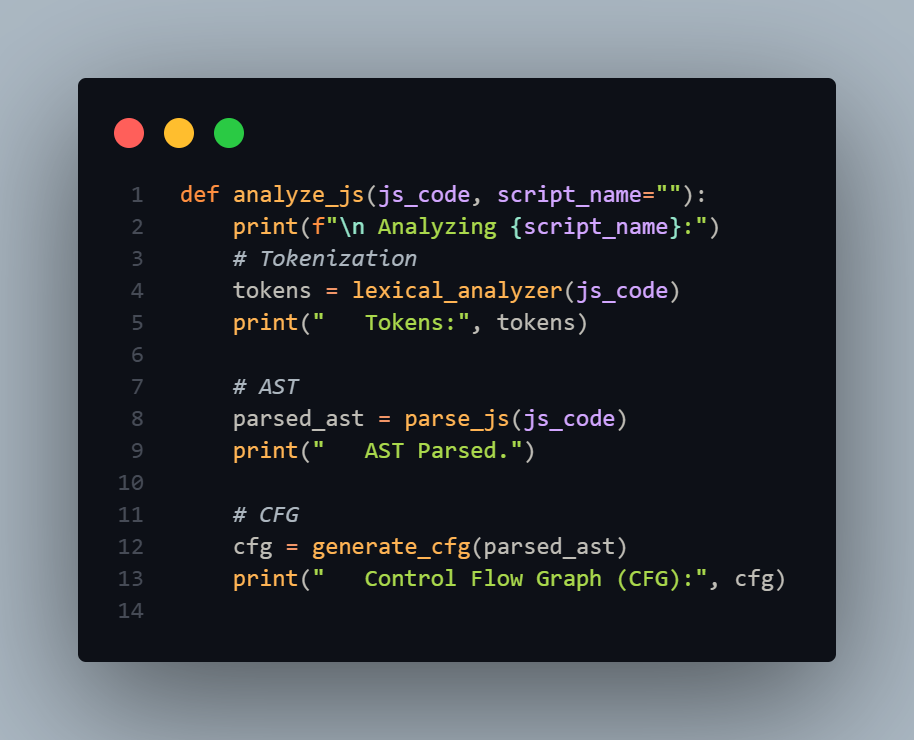 1 def analyze_js(js_code, script_name=""):
2     print(f"\n Analyzing {script_name}:")
3     # Tokenization
4     tokens = lexical_analyzer(js_code)
5     print("   Tokens:", tokens)
6
7     # AST
8     parsed_ast = parse_js(js_code)
9     print("   AST Parsed.")
10
11     # CFG
12     cfg = generate_cfg(parsed_ast)
13     print("   Control Flow Graph (CFG):", cfg)
14